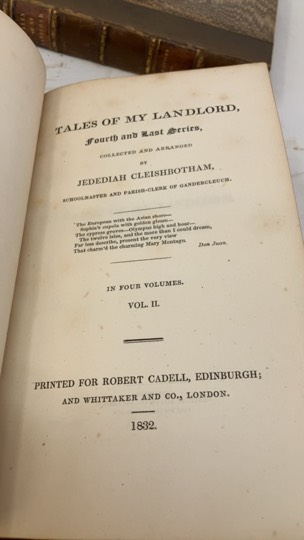 TALES OF MY LANDLORD,
Fourth and Last Series,
COLLECTED AND ARRANGED
BY
JEDEDIAH CLEISHBOTHAM,
SCHOOLMASTER AND PARISH-CLERK OF GANDERCLEUCH.
The European with the Asian shore—
Sophia's cupola with golden gleam—
The cypress groves—Olympus high and hoar—
The twelve isles, and the more than I could dream,
Far less describe, present the very view
That charm'd the charming Mary Montagu.
Don Juan.
IN FOUR VOLUMES.
VOL. II.
PRINTED FOR ROBERT CADELL, EDINBURGH;
AND WHITTAKER AND CO., LONDON.
1832.